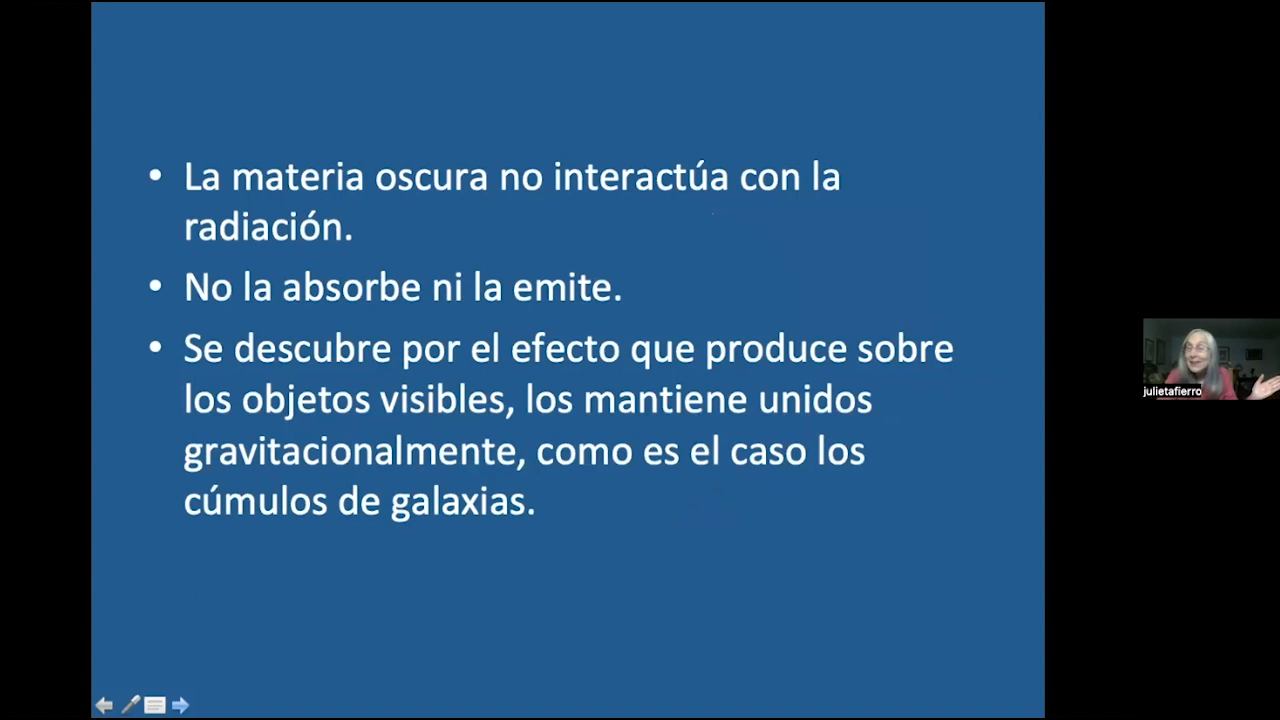 • La materia oscura no interactúa con la
radiación.
• No la absorbe ni la emite.
• Se descubre por el efecto que produce sobre
los objetos visibles, los mantiene unidos
gravitacionalmente, como es el caso los
cúmulos de galaxias.
julietafierro